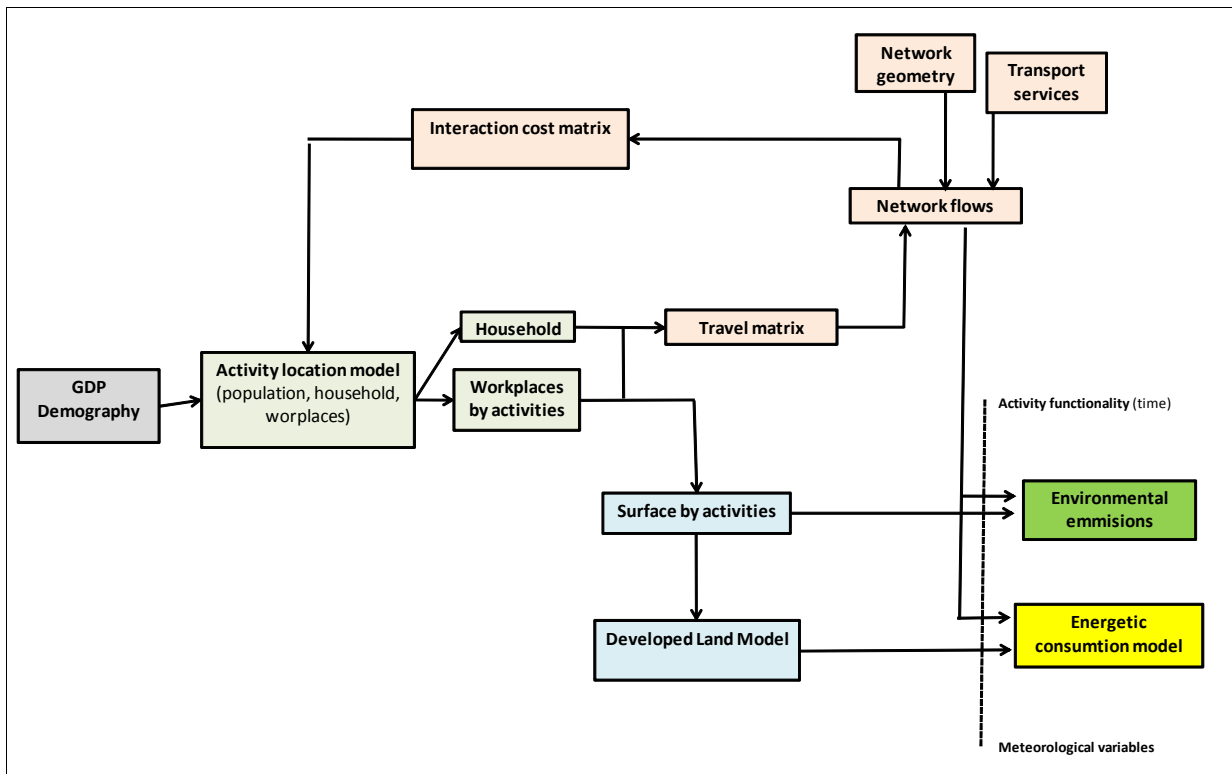 Network
geometry
Transport
services
Interaction cost matrix
Network flows
Household
Travel matrix
Activity location model
(population, household,
worplaces)
GDP
Demography
Workplaces
by activities
Activity functionality (time)
Surface by activities
Environmental
emmisions
Developed Land Model
Energetic
consumtion model
Meteorological variables